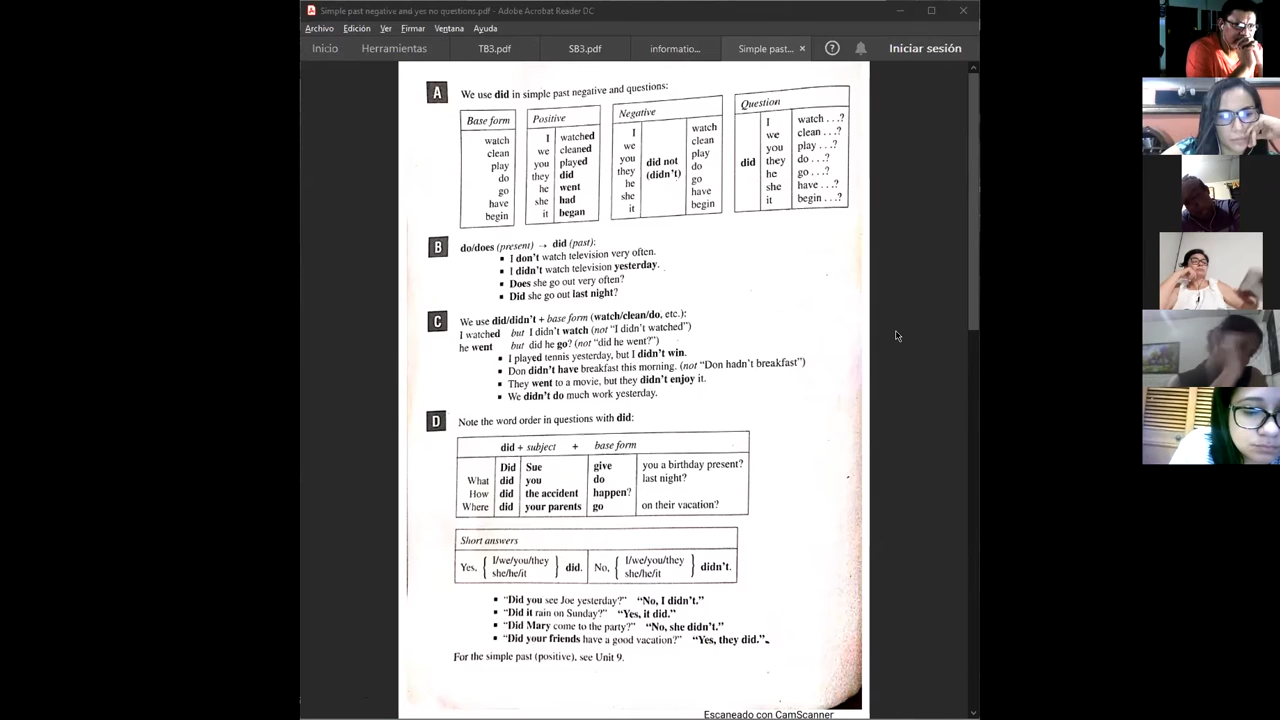 Simple past negative and yes no questions.pdf - Adobe Acrobat Reader DC
Archivo Edición Ver Firmar Ventana Ayuda
Inicio Herramientas TB3.pdf SB3.pdf informatio... Simple past... × Iniciar sesión
A We use did in simple past negative and questions:
Base form
watch
clean
play
do
go
have
begin
Positive
I watched
we cleaned
you played
they did
he went
she had
it began
Negative
I
we
you
they
he
she
it
did not
(didn't)
watch
clean
play
do
go
have
begin
Question
did
I watch . . .?
we clean . . .?
you play . . .?
they do . . .?
he go . . .?
she have . . .?
it begin . . .?
B do/does (present) → did (past):
▪ I don't watch television very often.
▪ I didn't watch television yesterday.
▪ Does she go out very often?
▪ Did she go out last night?
C We use did/didn't + base form (watch/clean/do, etc.):
I watched but I didn't watch (not "I didn't watched")
he went but did he go? (not "did he went?")
▪ I played tennis yesterday, but I didn't win.
▪ Don didn't have breakfast this morning. (not "Don hadn't breakfast")
▪ They went to a movie, but they didn't enjoy it.
▪ We didn't do much work yesterday.
D Note the word order in questions with did:
did + subject + base form
Did Sue give you a birthday present?
What did you do last night?
How did the accident happen?
Where did your parents go on their vacation?
Short answers
Yes, { I/we/you/they she/he/it } did.
No, { I/we/you/they she/he/it } didn't.
▪ "Did you see Joe yesterday?" "No, I didn't."
▪ "Did it rain on Sunday?" "Yes, it did."
▪ "Did Mary come to the party?" "No, she didn't."
▪ "Did your friends have a good vacation?" "Yes, they did."
For the simple past (positive), see Unit 9.
Escaneado con CamScanner